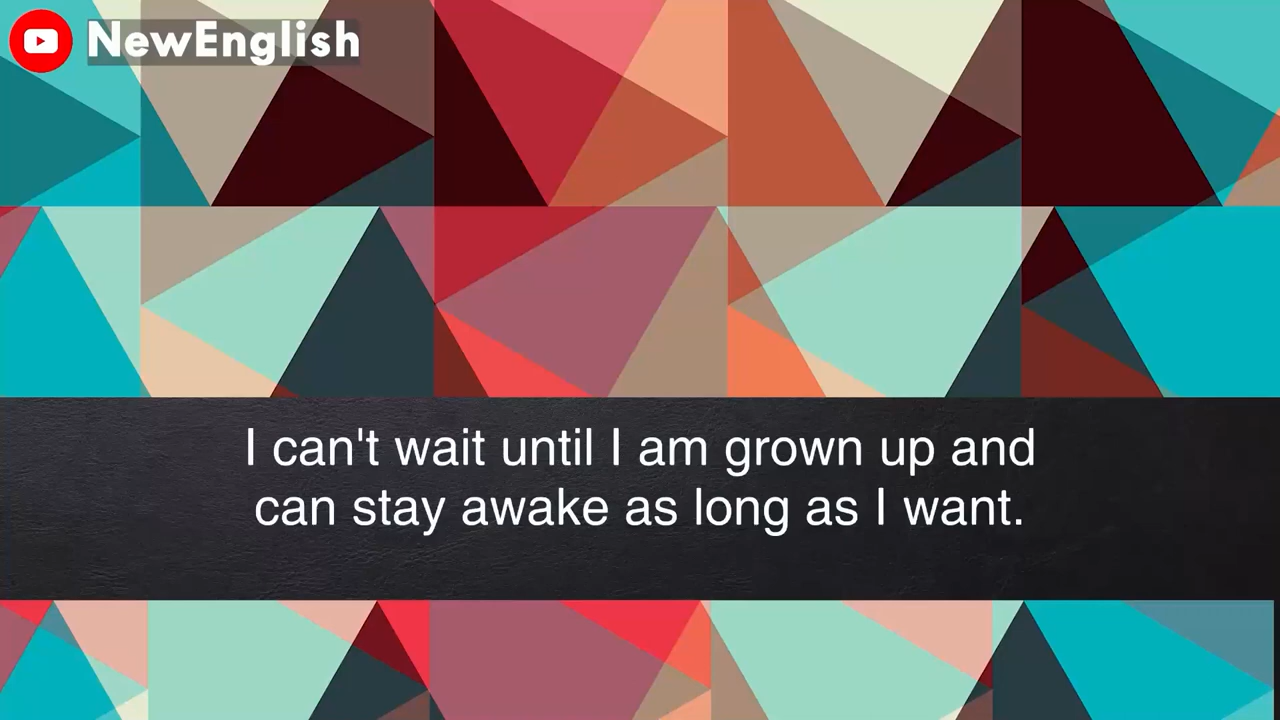 NewEnglish
I can't wait until I am grown up and
can stay awake as long as I want.